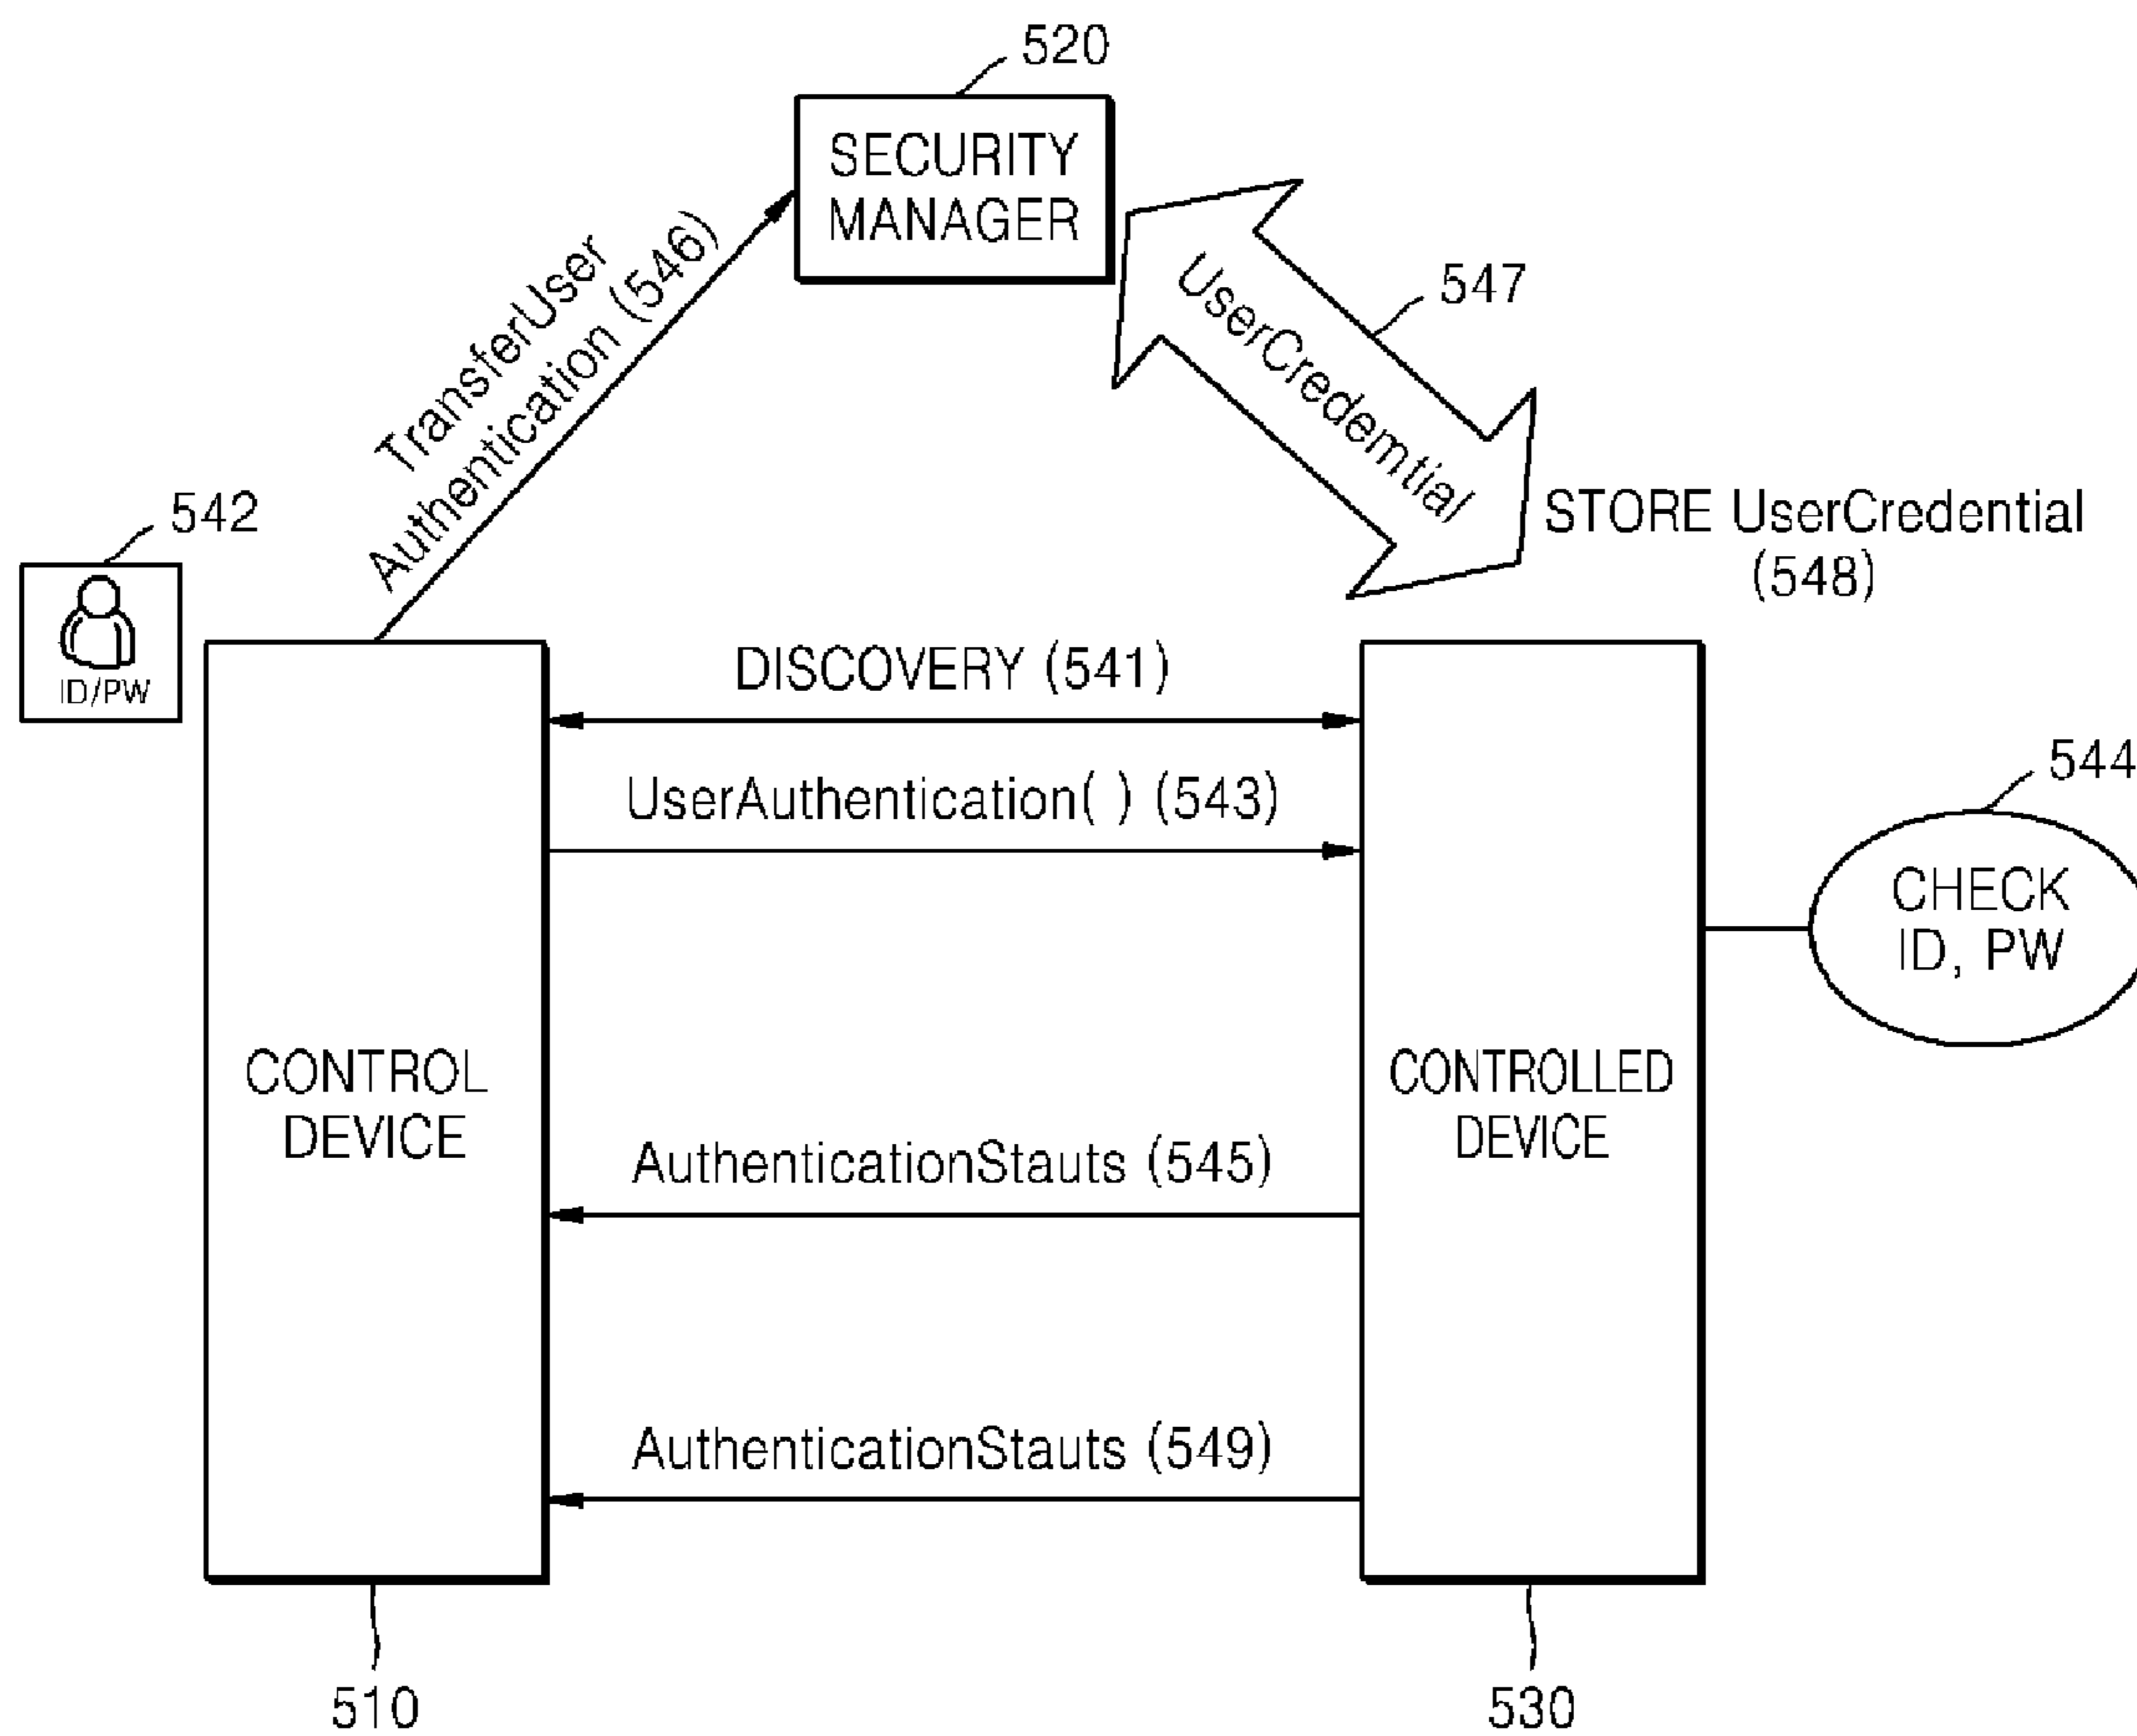 520
SECURITY
MANAGER
TransferUser
Authentication (546)
547
UserCredemtial
542
ID/PW
STORE UserCredential
(548)
DISCOVERY (541)
UserAuthentication( ) (543)
544
CHECK
ID, PW
CONTROL
DEVICE
CONTROLLED
DEVICE
AuthenticationStauts (545)
AuthenticationStauts (549)
510
530